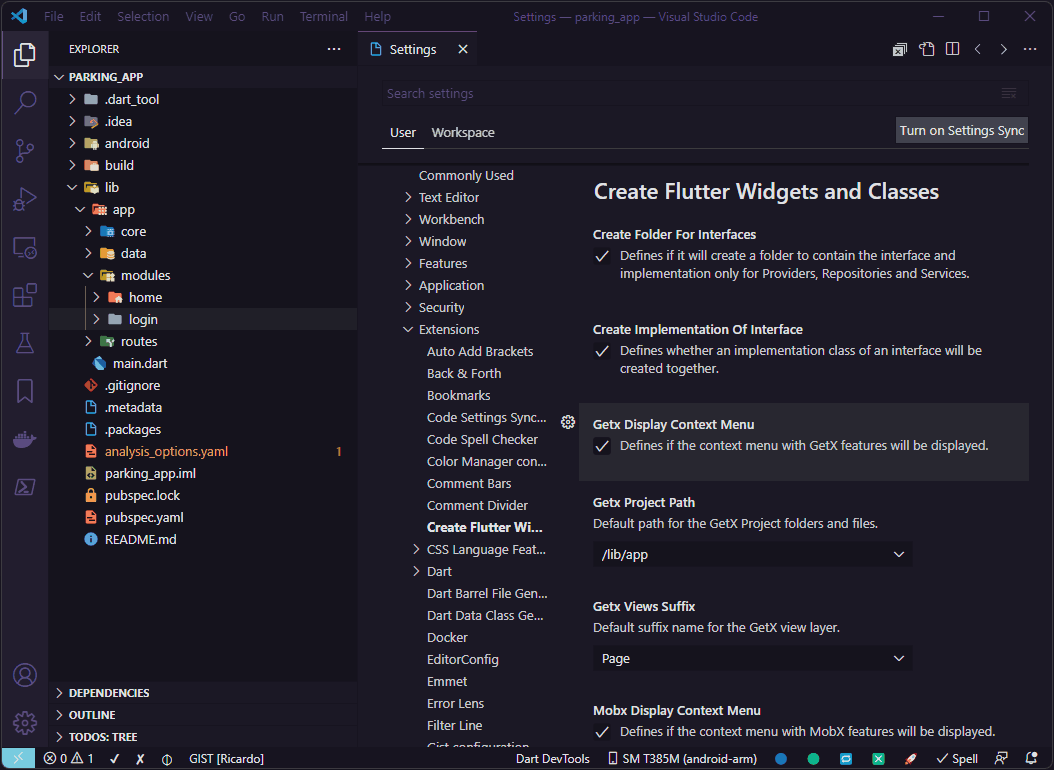 File Edit Selection View Go Run Terminal Help
Settings — parking_app — Visual Studio Code
EXPLORER
PARKING_APP
.dart_tool
.idea
android
build
lib
app
core
data
modules
home
login
routes
main.dart
.gitignore
.metadata
.packages
analysis_options.yaml 1
parking_app.iml
pubspec.lock
pubspec.yaml
README.md
DEPENDENCIES
OUTLINE
TODOS: TREE
Settings
Search settings
User Workspace
Turn on Settings Sync
Commonly Used
Text Editor
Workbench
Window
Features
Application
Security
Extensions
Auto Add Brackets
Back & Forth
Bookmarks
Code Settings Sync...
Code Spell Checker
Color Manager con...
Comment Bars
Comment Divider
Create Flutter Wi...
CSS Language Feat...
Dart
Dart Barrel File Gen...
Dart Data Class Ge...
Docker
EditorConfig
Emmet
Error Lens
Filter Line
Gist configuration
Create Flutter Widgets and Classes
Create Folder For Interfaces
Defines if it will create a folder to contain the interface and
implementation only for Providers, Repositories and Services.
Create Implementation Of Interface
Defines whether an implementation class of an interface will be
created together.
Getx Display Context Menu
Defines if the context menu with GetX features will be displayed.
Getx Project Path
Default path for the GetX Project folders and files.
/lib/app
Getx Views Suffix
Default suffix name for the GetX view layer.
Page
Mobx Display Context Menu
Defines if the context menu with MobX features will be displayed.
0 1 GIST [Ricardo] Dart DevTools SM T385M (android-arm) Spell